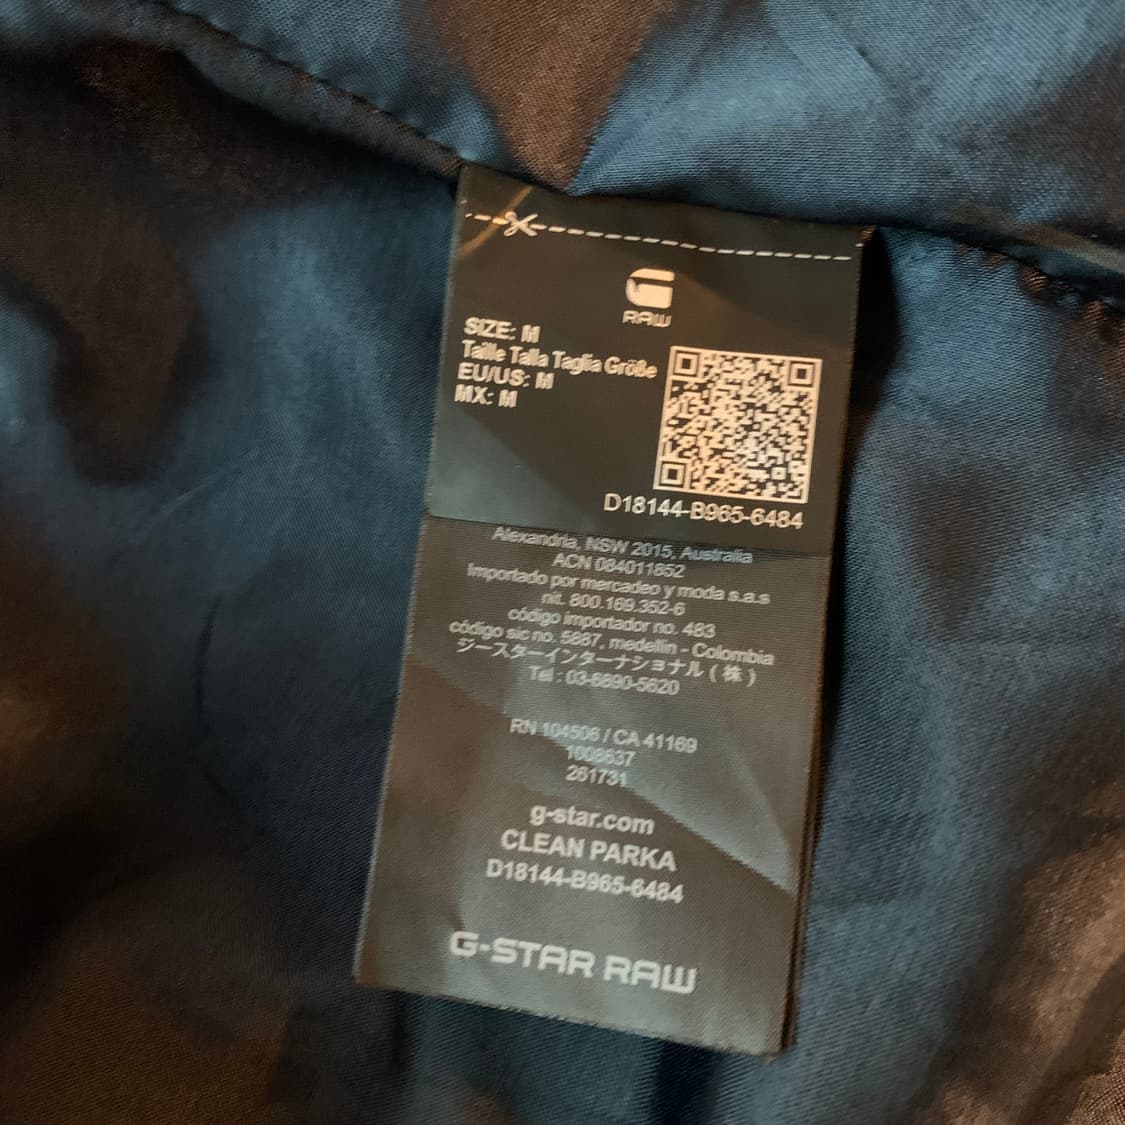 RAW
SIZE: M
Taille Talla Taglia Größe
EU/US: M
MX: M
D18144-B965-6484
Alexandria, NSW 2015, Australia
ACN 084011852
Importado por mercadeo y moda s.a.s
nit. 800.169.352-6
código importador no. 483
código sic no. 5887, medellin - Colombia
ジースターインターナショナル(株)
Tel : 03-6890-5620
RN 104506 / CA 41169
1008637
261731
g-star.com
CLEAN PARKA
D18144-B965-6484
G-STAR RAW